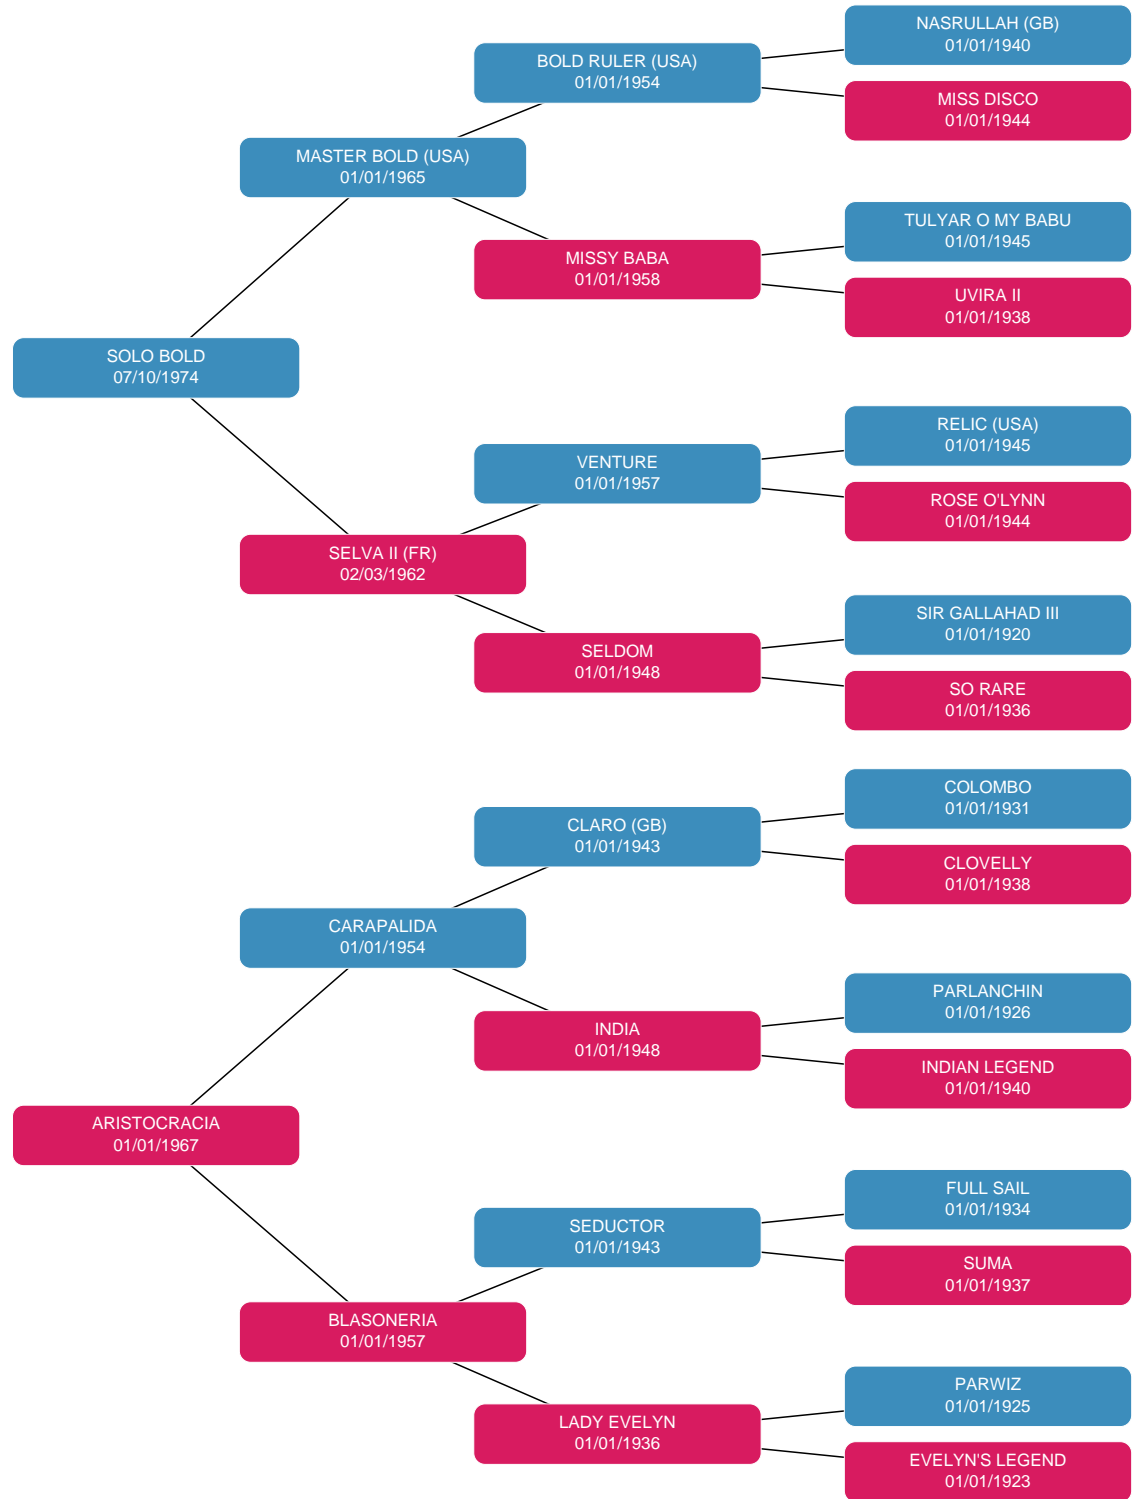 NASRULLAH (GB)
01/01/1940
BOLD RULER (USA)
01/01/1954
MISS DISCO
01/01/1944
MASTER BOLD (USA)
01/01/1965
TULYAR O MY BABU
01/01/1945
MISSY BABA
01/01/1958
UVIRA II
01/01/1938
SOLO BOLD
07/10/1974
RELIC (USA)
01/01/1945
VENTURE
01/01/1957
ROSE O'LYNN
01/01/1944
SELVA II (FR)
02/03/1962
SIR GALLAHAD III
01/01/1920
SELDOM
01/01/1948
SO RARE
01/01/1936
COLOMBO
01/01/1931
CLARO (GB)
01/01/1943
CLOVELLY
01/01/1938
CARAPALIDA
01/01/1954
PARLANCHIN
01/01/1926
INDIA
01/01/1948
INDIAN LEGEND
01/01/1940
ARISTOCRACIA
01/01/1967
FULL SAIL
01/01/1934
SEDUCTOR
01/01/1943
SUMA
01/01/1937
BLASONERIA
01/01/1957
PARWIZ
01/01/1925
LADY EVELYN
01/01/1936
EVELYN'S LEGEND
01/01/1923